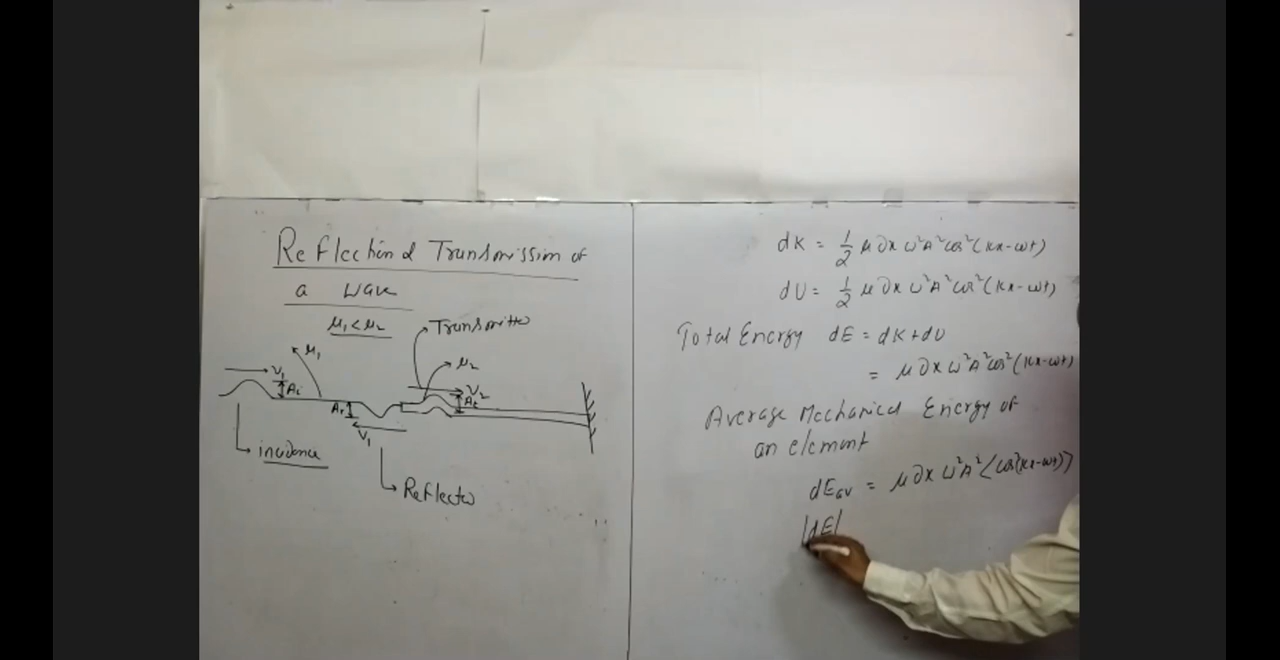 Reflection & Transmission of
a wave
μ₁ < μ₂
Transmitte
μ₁
μ₂
v₁
Aᵢ
v₂
Aᵣ
Aₜ
v₁
incidence
Reflecte
dK = 1/2 μ ∂x ω²A² cos²(kx-ωt)
dU = 1/2 μ ∂x ω²A² cos²(kx-ωt)
Total Energy dE = dK + dU
= μ ∂x ω²A² cos²(kx-ωt)
Average Mechanical Energy of
an element
dE_av = μ ∂x ω²A² <cos²(kx-ωt)>
|dE|